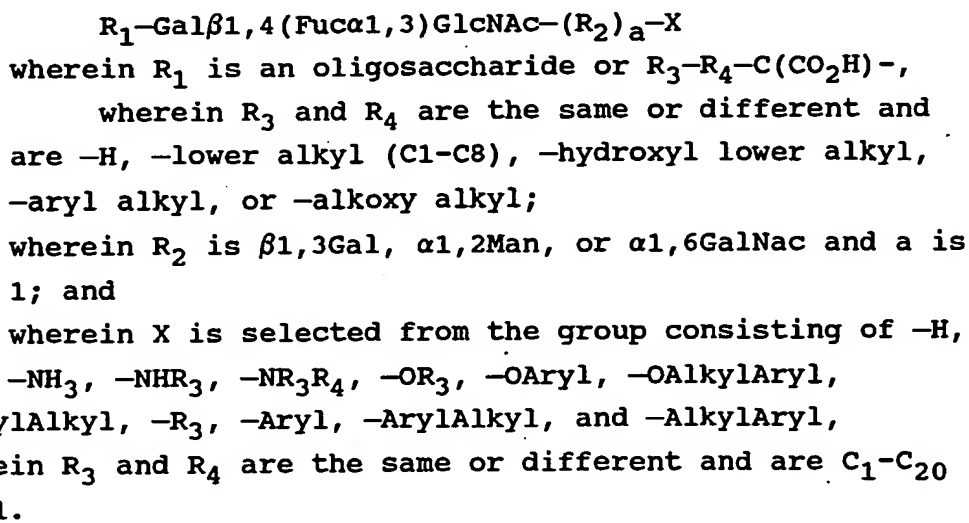 R₁—Galβ1,4(Fucα1,3)GlcNAc—(R₂)ₐ—X
wherein R₁ is an oligosaccharide or R₃—R₄—C(CO₂H)-,
wherein R₃ and R₄ are the same or different and
are —H, —lower alkyl (C1-C8), —hydroxyl lower alkyl,
—aryl alkyl, or —alkoxy alkyl;
wherein R₂ is β1,3Gal, α1,2Man, or α1,6GalNac and a is
1; and
wherein X is selected from the group consisting of —H,
—NH₃, —NHR₃, —NR₃R₄, —OR₃, —OAryl, —OAlkylAryl,
ylAlkyl, —R₃, —Aryl, —ArylAlkyl, and —AlkylAryl,
ein R₃ and R₄ are the same or different and are C₁-C₂₀